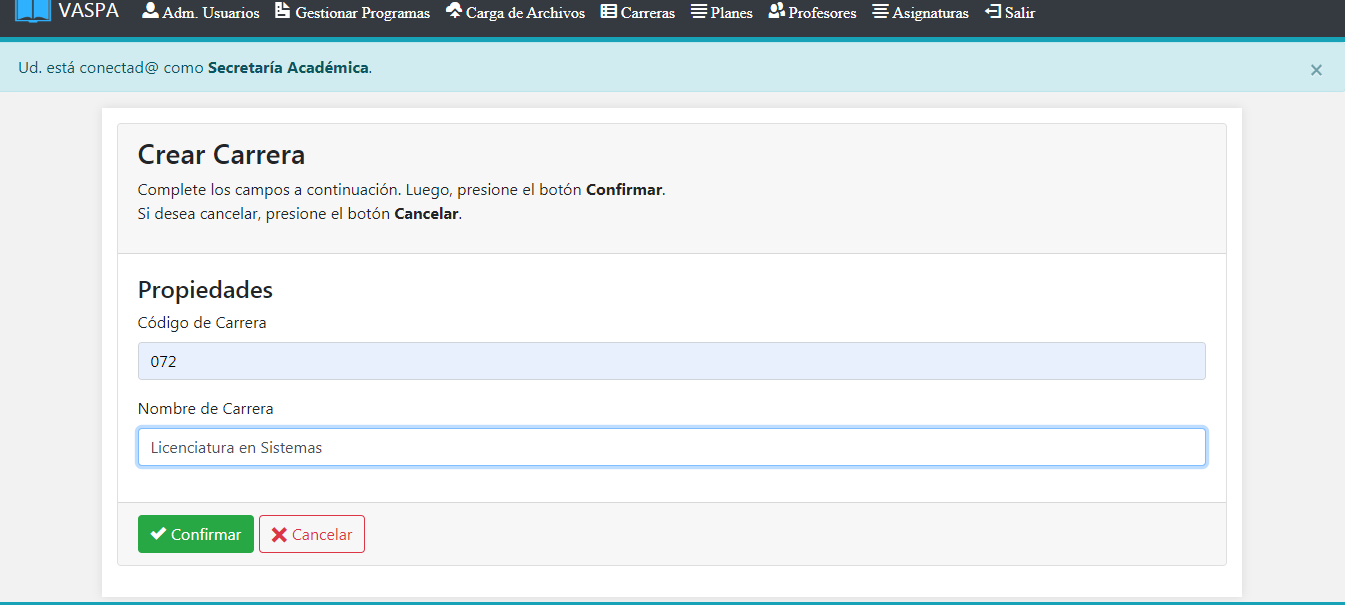 VASPA Adm. Usuarios Gestionar Programas Carga de Archivos Carreras Planes Profesores Asignaturas Salir
Ud. está conectad@ como Secretaría Académica. ×
Crear Carrera
Complete los campos a continuación. Luego, presione el botón Confirmar.
Si desea cancelar, presione el botón Cancelar.
Propiedades
Código de Carrera
072
Nombre de Carrera
Licenciatura en Sistemas
Confirmar Cancelar